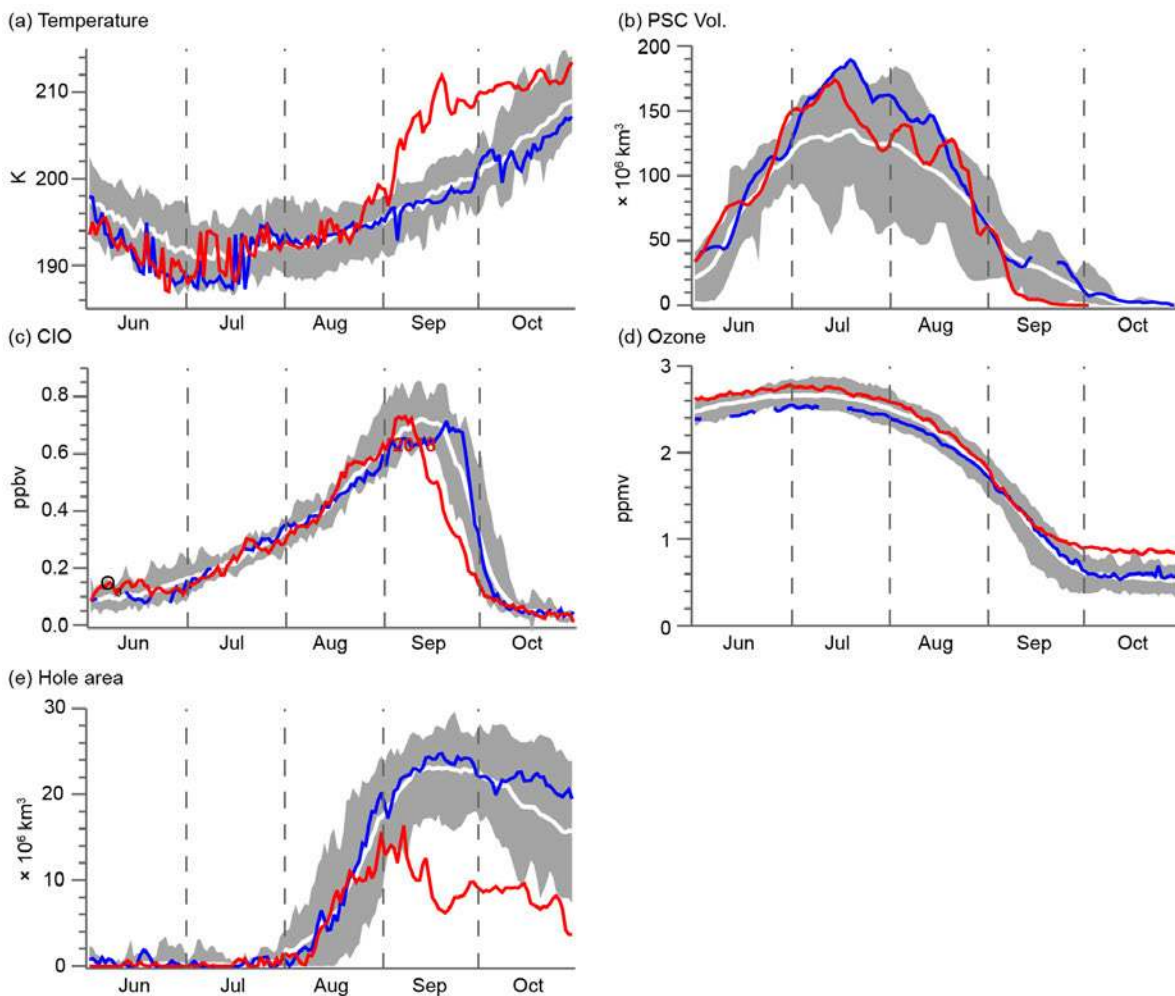 (a) Temperature
210
200
190
K
Jun Jul Aug Sep Oct
(b) PSC Vol.
200
150
100
50
0
× 10⁶ km³
Jun Jul Aug Sep Oct
(c) ClO
0.8
0.6
0.4
0.2
0.0
ppbv
Jun Jul Aug Sep Oct
(d) Ozone
3
2
1
0
ppmv
Jun Jul Aug Sep Oct
(e) Hole area
30
20
10
0
× 10⁶ km³
Jun Jul Aug Sep Oct